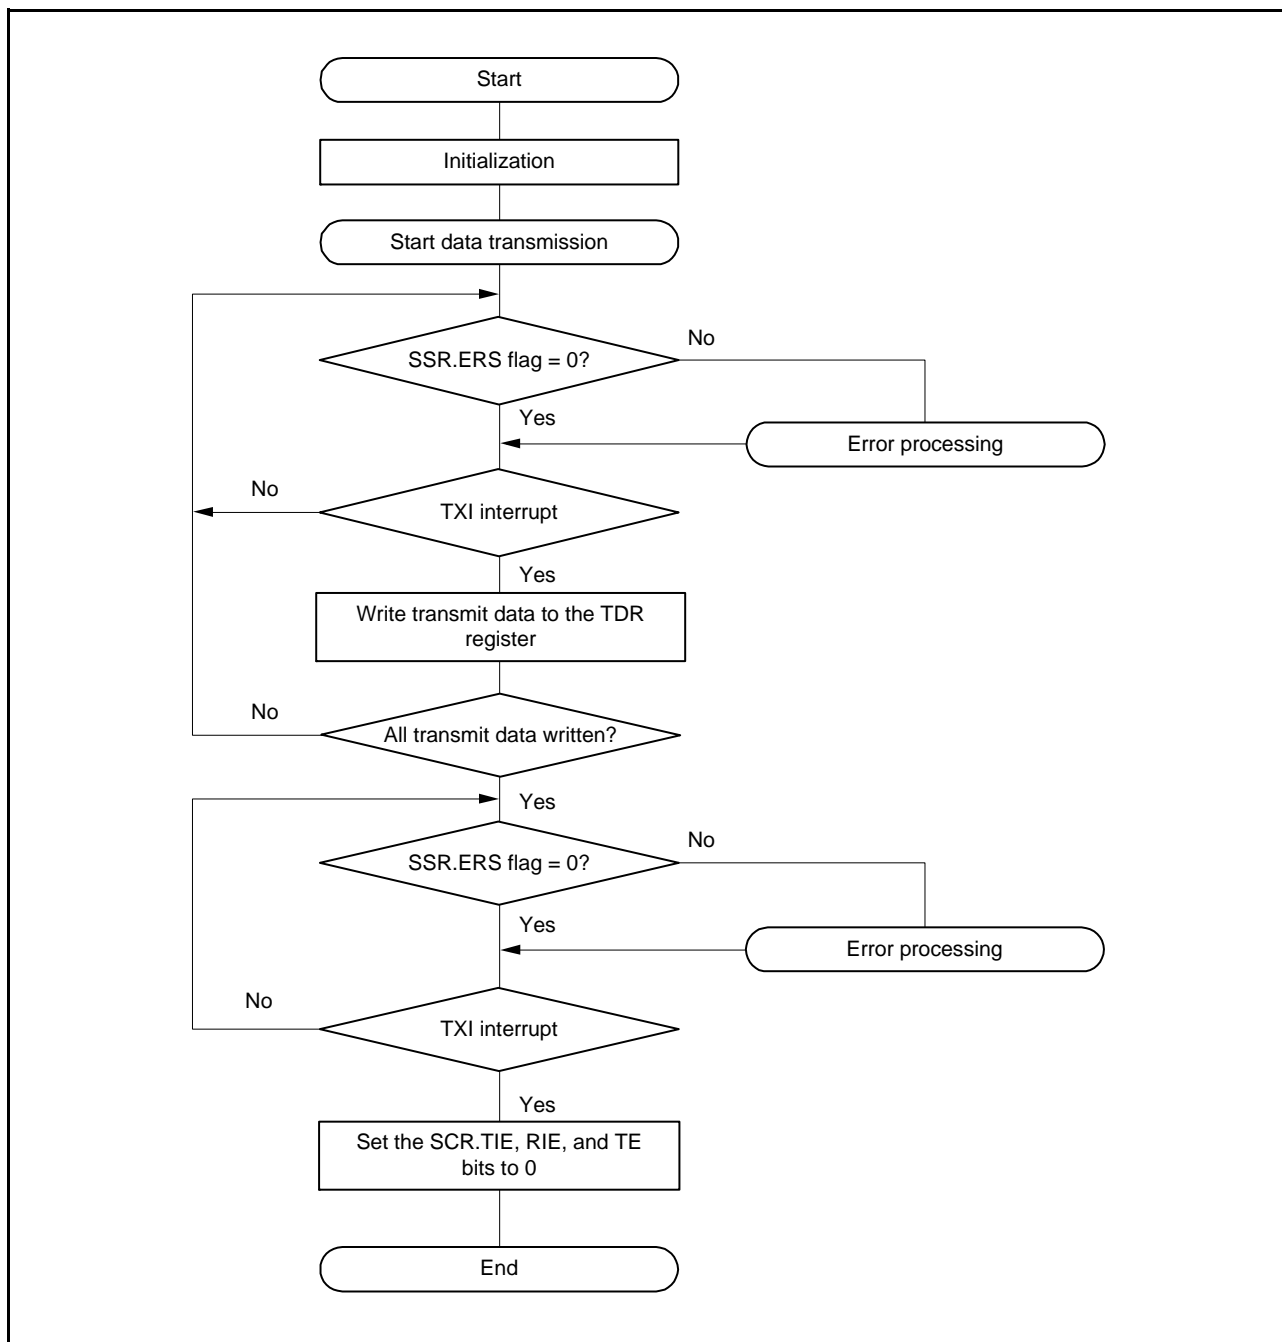 Start
Initialization
Start data transmission
SSR.ERS flag = 0?
No
Yes
Error processing
No
TXI interrupt
Yes
Write transmit data to the TDR
register
No
All transmit data written?
Yes
SSR.ERS flag = 0?
No
Yes
Error processing
No
TXI interrupt
Yes
Set the SCR.TIE, RIE, and TE
bits to 0
End